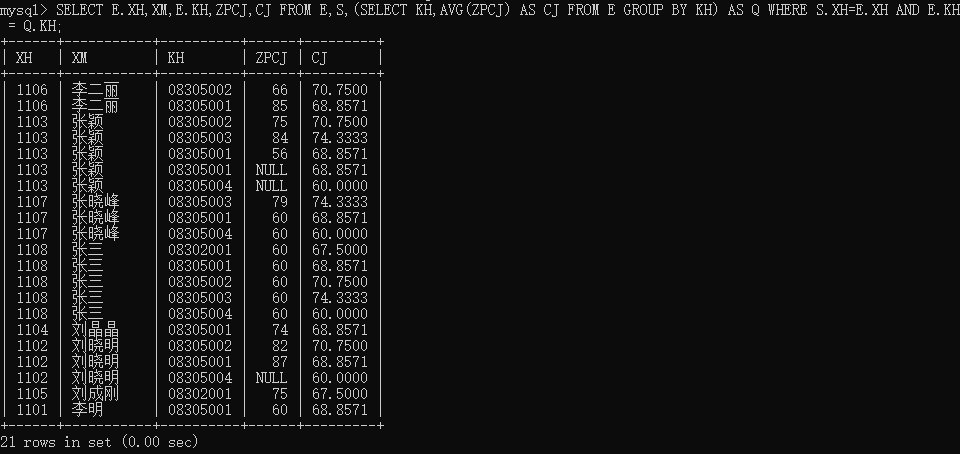 mysql> SELECT E.XH,XM,E.KH,ZPCJ,CJ FROM E,S,(SELECT KH,AVG(ZPCJ) AS CJ FROM E GROUP BY KH) AS Q WHERE S.XH=E.XH AND E.KH
 = Q.KH;
+------+-----------+----------+------+---------+
| XH   | XM        | KH       | ZPCJ | CJ      |
+------+-----------+----------+------+---------+
| 1106 | 李二丽    | 08305002 |   66 | 70.7500 |
| 1106 | 李二丽    | 08305001 |   85 | 68.8571 |
| 1103 | 张颖      | 08305002 |   75 | 70.7500 |
| 1103 | 张颖      | 08305003 |   84 | 74.3333 |
| 1103 | 张颖      | 08305001 |   56 | 68.8571 |
| 1103 | 张颖      | 08305001 | NULL | 68.8571 |
| 1103 | 张颖      | 08305004 | NULL | 60.0000 |
| 1107 | 张晓峰    | 08305003 |   79 | 74.3333 |
| 1107 | 张晓峰    | 08305001 |   60 | 68.8571 |
| 1107 | 张晓峰    | 08305004 |   60 | 60.0000 |
| 1108 | 张三      | 08302001 |   60 | 67.5000 |
| 1108 | 张三      | 08305001 |   60 | 68.8571 |
| 1108 | 张三      | 08305002 |   60 | 70.7500 |
| 1108 | 张三      | 08305003 |   60 | 74.3333 |
| 1108 | 张三      | 08305004 |   60 | 60.0000 |
| 1104 | 刘晶晶    | 08305001 |   74 | 68.8571 |
| 1102 | 刘晓明    | 08305002 |   82 | 70.7500 |
| 1102 | 刘晓明    | 08305001 |   87 | 68.8571 |
| 1102 | 刘晓明    | 08305004 | NULL | 60.0000 |
| 1105 | 刘成刚    | 08302001 |   75 | 67.5000 |
| 1101 | 李明      | 08305001 |   60 | 68.8571 |
+------+-----------+----------+------+---------+
21 rows in set (0.00 sec)